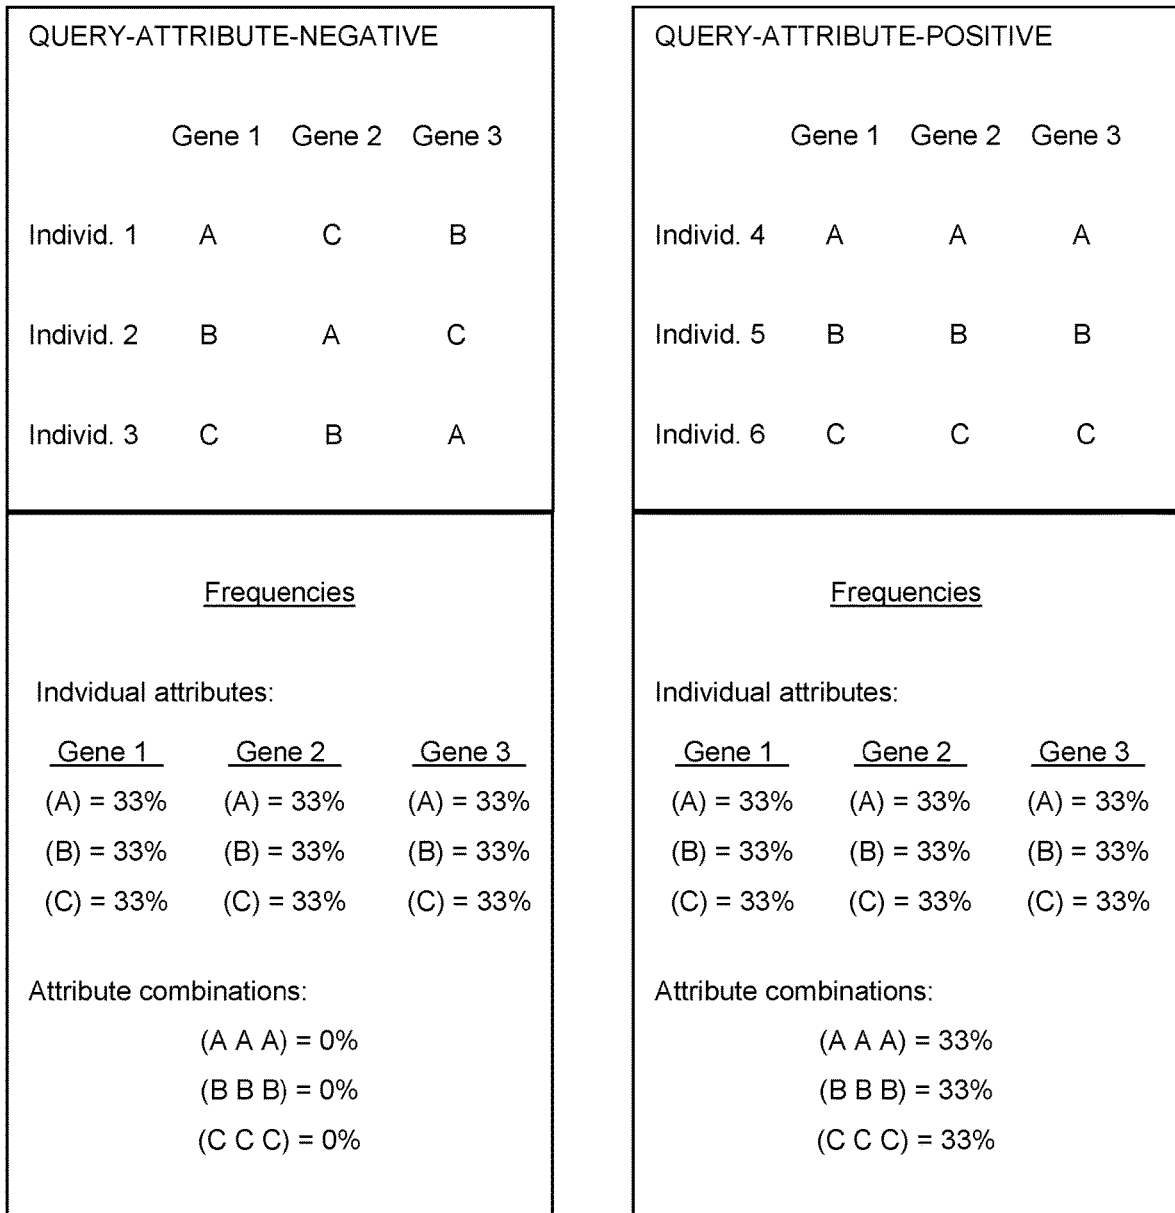 QUERY-ATTRIBUTE-NEGATIVE
Gene 1 Gene 2 Gene 3
Individ. 1 A C B
Individ. 2 B A C
Individ. 3 C B A
Frequencies
Indvidual attributes:
Gene 1 Gene 2 Gene 3
(A) = 33% (A) = 33% (A) = 33%
(B) = 33% (B) = 33% (B) = 33%
(C) = 33% (C) = 33% (C) = 33%
Attribute combinations:
(A A A) = 0%
(B B B) = 0%
(C C C) = 0%
QUERY-ATTRIBUTE-POSITIVE
Gene 1 Gene 2 Gene 3
Individ. 4 A A A
Individ. 5 B B B
Individ. 6 C C C
Frequencies
Individual attributes:
Gene 1 Gene 2 Gene 3
(A) = 33% (A) = 33% (A) = 33%
(B) = 33% (B) = 33% (B) = 33%
(C) = 33% (C) = 33% (C) = 33%
Attribute combinations:
(A A A) = 33%
(B B B) = 33%
(C C C) = 33%